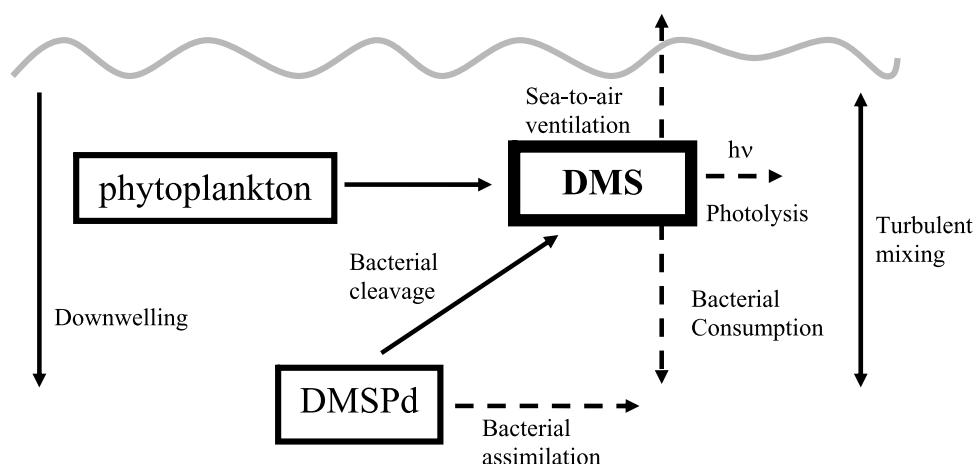 Sea-to-air
ventilation
phytoplankton
DMS
hν
Photolysis
Turbulent
mixing
Bacterial
cleavage
Downwelling
Bacterial
Consumption
DMSPd
Bacterial
assimilation